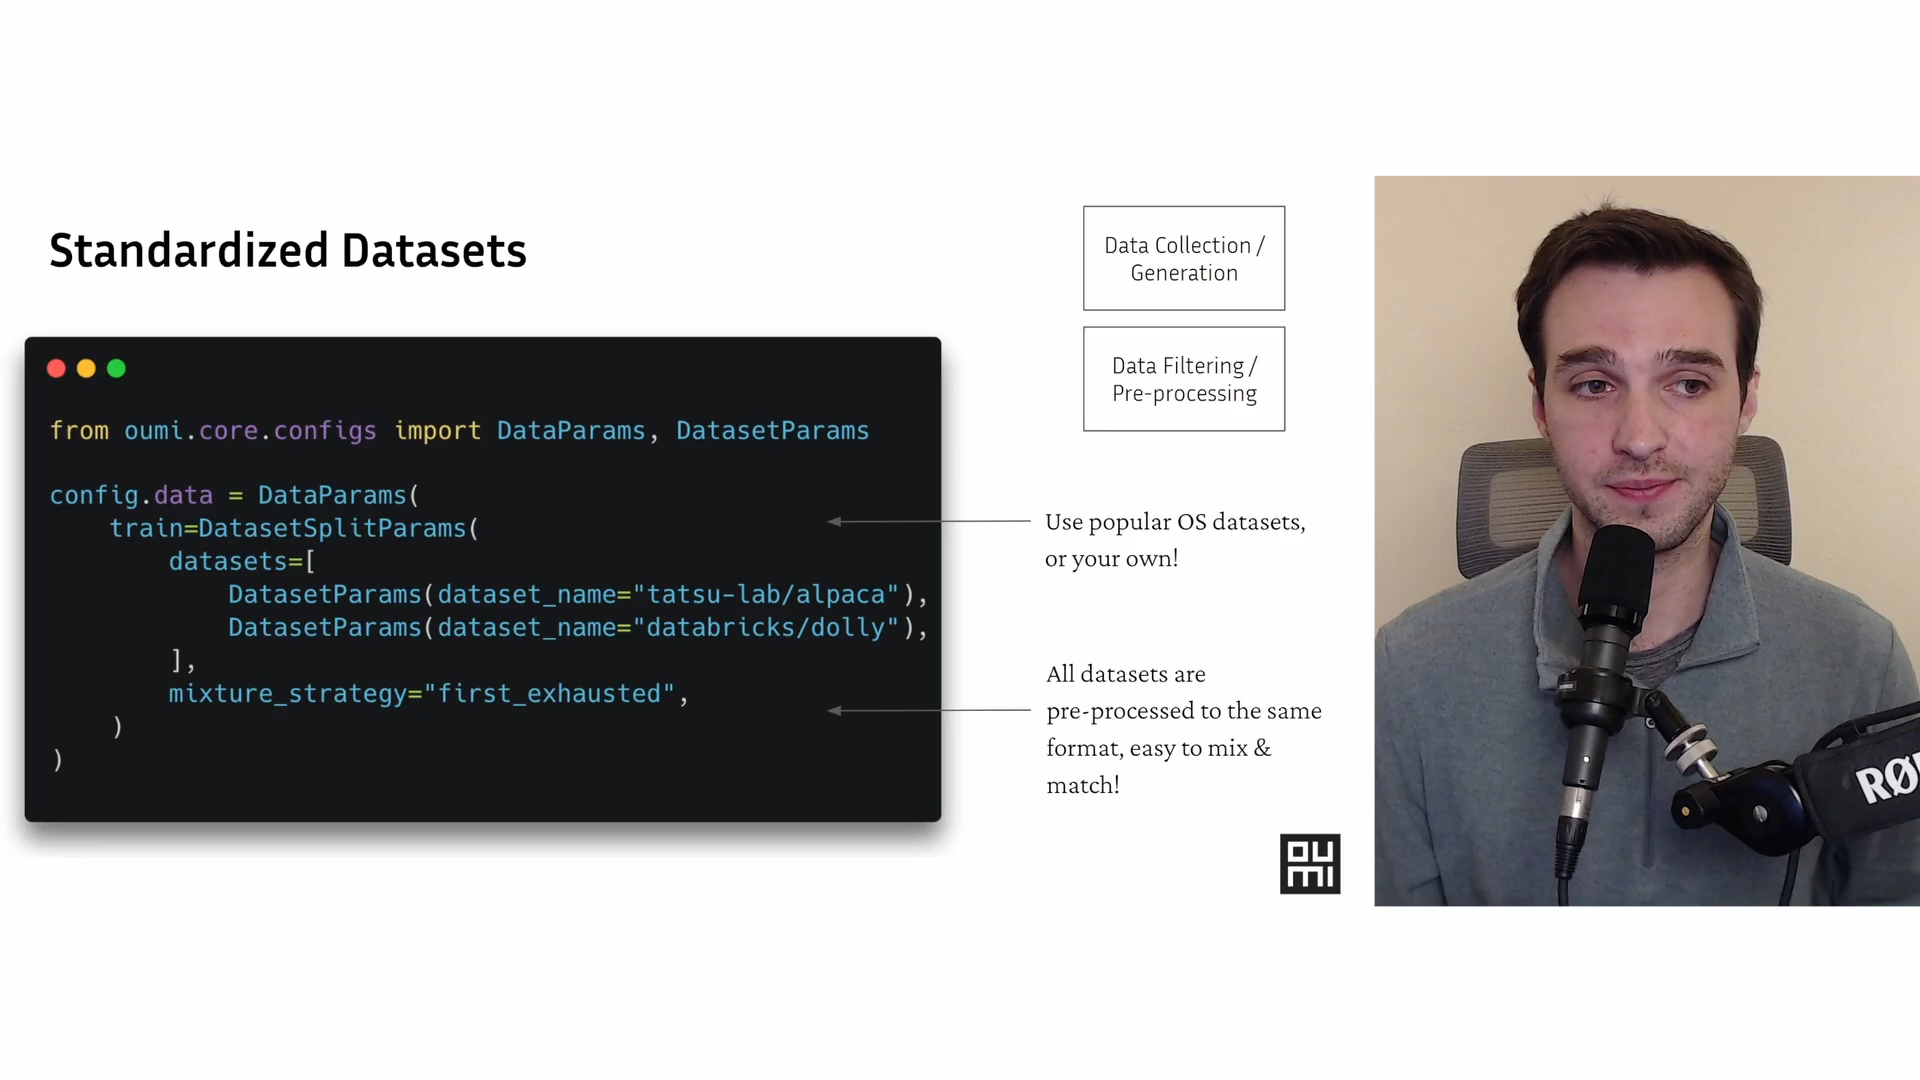 Standardized Datasets
from oumi.core.configs import DataParams, DatasetParams
config.data = DataParams(
    train=DatasetSplitParams(
        datasets=[
            DatasetParams(dataset_name="tatsu-lab/alpaca"),
            DatasetParams(dataset_name="databricks/dolly"),
        ],
        mixture_strategy="first_exhausted",
    )
)
Data Collection /
Generation
Data Filtering /
Pre-processing
Use popular OS datasets,
or your own!
All datasets are
pre-processed to the same
format, easy to mix &
match!
OU
MI